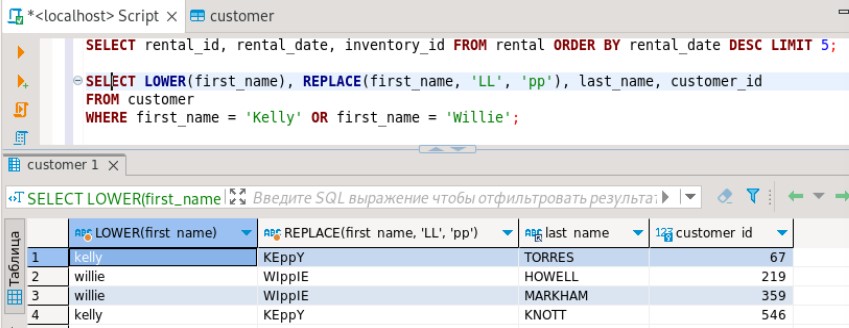 *<localhost> Script
customer
SELECT rental_id, rental_date, inventory_id FROM rental ORDER BY rental_date DESC LIMIT 5;
SELECT LOWER(first_name), REPLACE(first_name, 'LL', 'pp'), last_name, customer_id
FROM customer
WHERE first_name = 'Kelly' OR first_name = 'Willie';
customer 1
SELECT LOWER(first_name
Введите SQL выражение чтобы отфильтровать результат
Таблица
LOWER(first_name) REPLACE(first_name, 'LL', 'pp') last_name customer_id
1 kelly KEppY TORRES 67
2 willie WIppIE HOWELL 219
3 willie WIppIE MARKHAM 359
4 kelly KEppY KNOTT 546